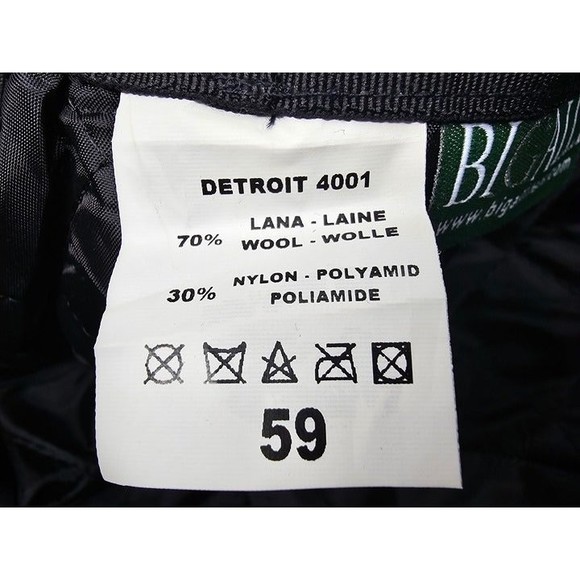 DETROIT 4001
70% LANA - LAINE
WOOL - WOLLE
30% NYLON - POLYAMID
POLIAMIDE
59